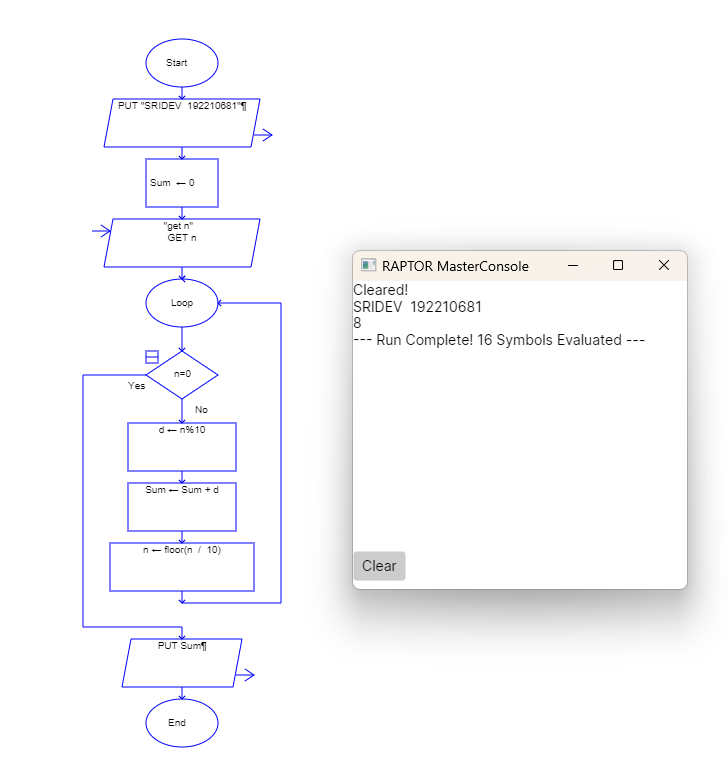 Start
PUT "SRIDEV  192210681"¶
Sum ← 0
"get n"
GET n
Loop
n=0
Yes
No
d ← n%10
Sum ← Sum + d
n ← floor(n / 10)
PUT Sum¶
End
RAPTOR MasterConsole
Cleared!
SRIDEV  192210681
8
--- Run Complete! 16 Symbols Evaluated ---
Clear